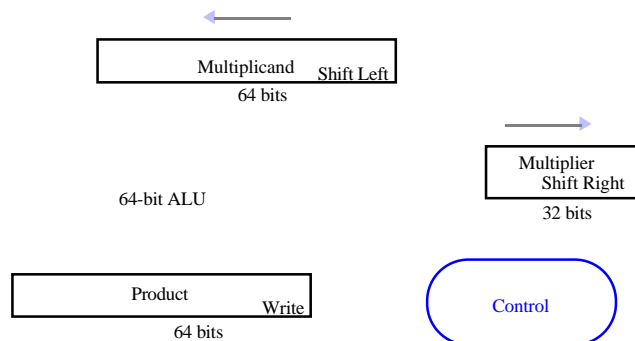 Multiplicand
Shift Left
64 bits
Multiplier
Shift Right
32 bits
64-bit ALU
Product
Write
64 bits
Control